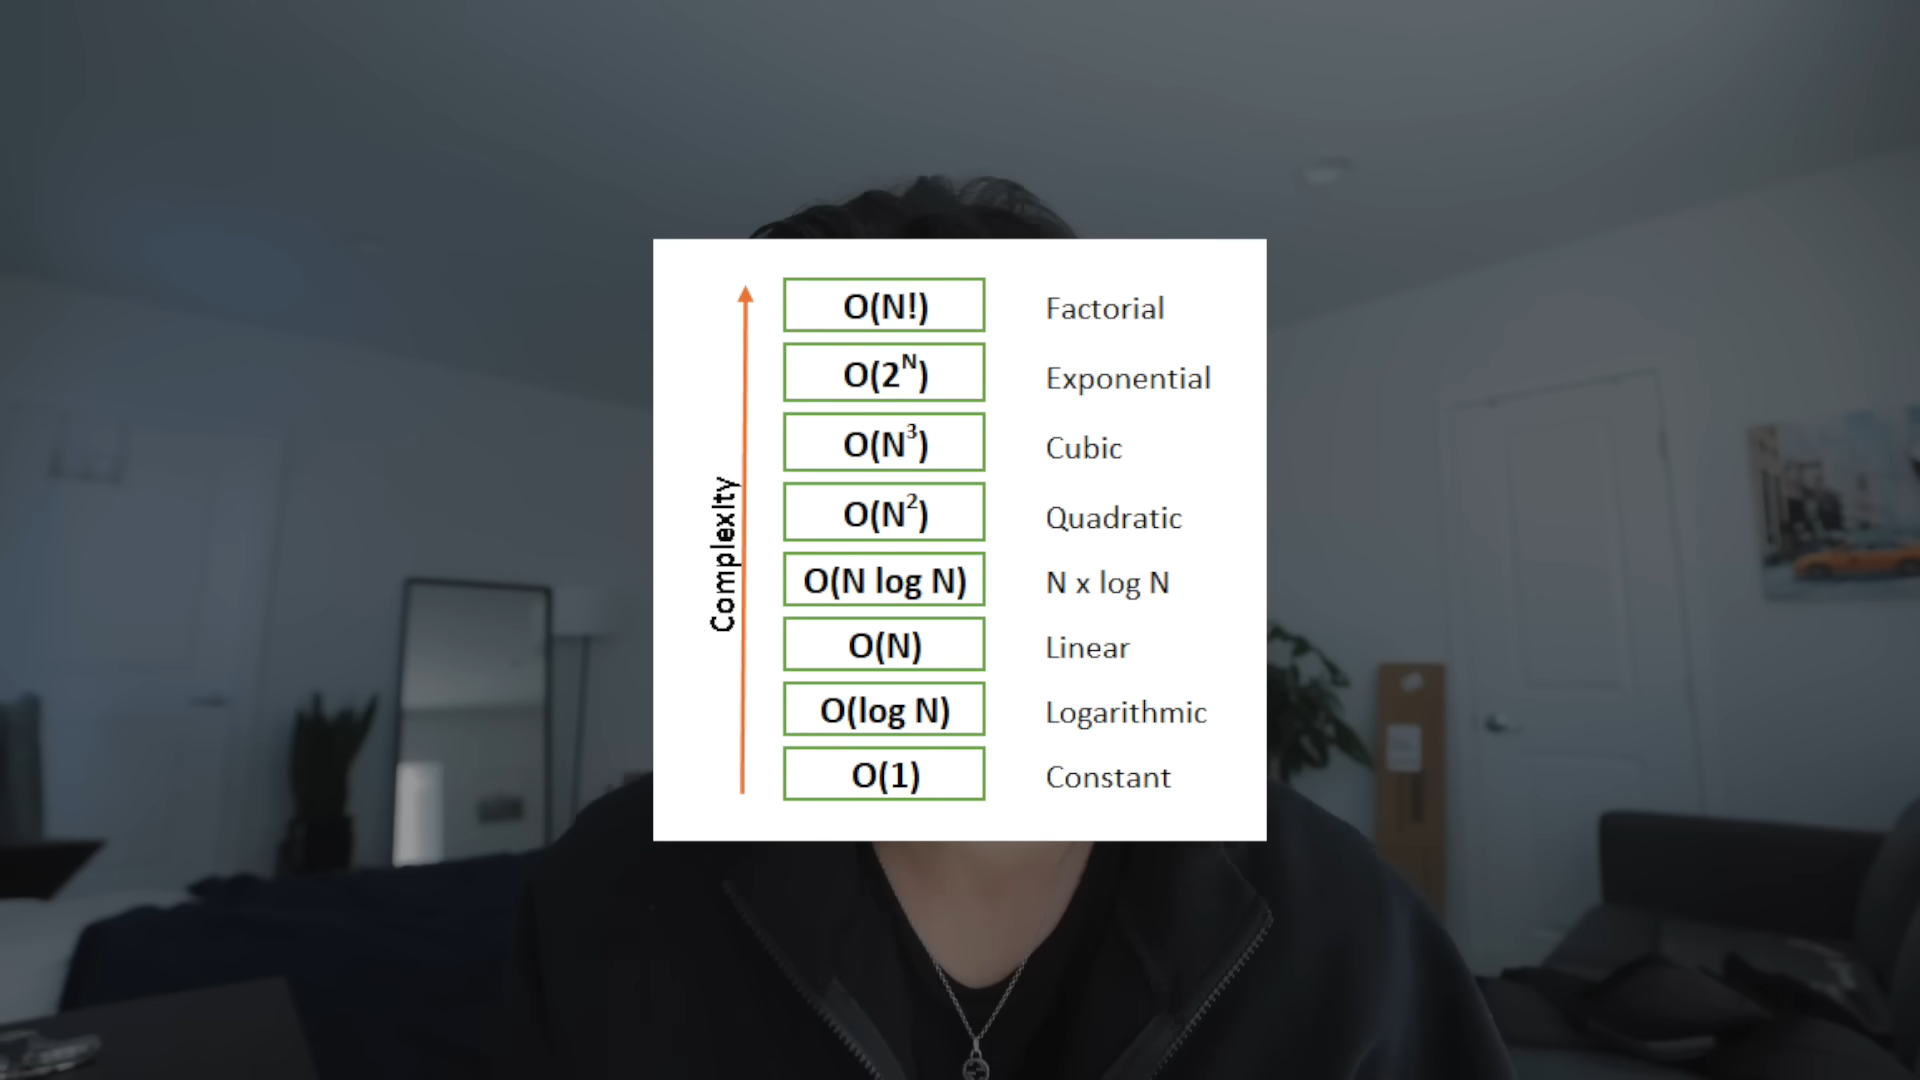 O(N!) Factorial
O(2^N) Exponential
O(N^3) Cubic
O(N^2) Quadratic
O(N log N) N x log N
O(N) Linear
O(log N) Logarithmic
O(1) Constant
Complexity